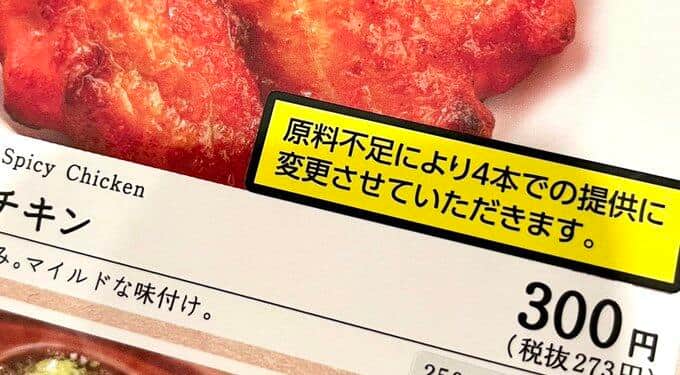 原料不足により4本での提供に
変更させていただきます。
Spicy Chicken
チキン
み。マイルドな味付け。
300円
(税抜273円)